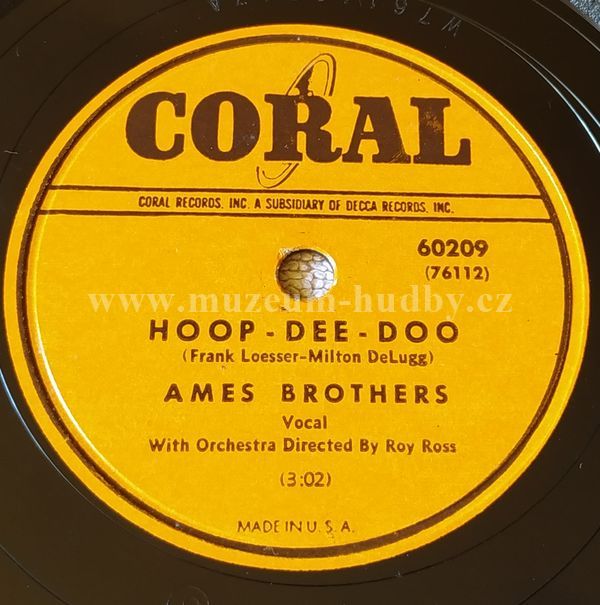 CORAL
CORAL RECORDS, INC. A SUBSIDIARY OF DECCA RECORDS, INC.
60209
(76112)
www.muzeum-hudby.cz
HOOP-DEE-DOO
(Frank Loesser-Milton DeLugg)
AMES BROTHERS
Vocal
With Orchestra Directed By Roy Ross
(3:02)
MADE IN U.S.A.